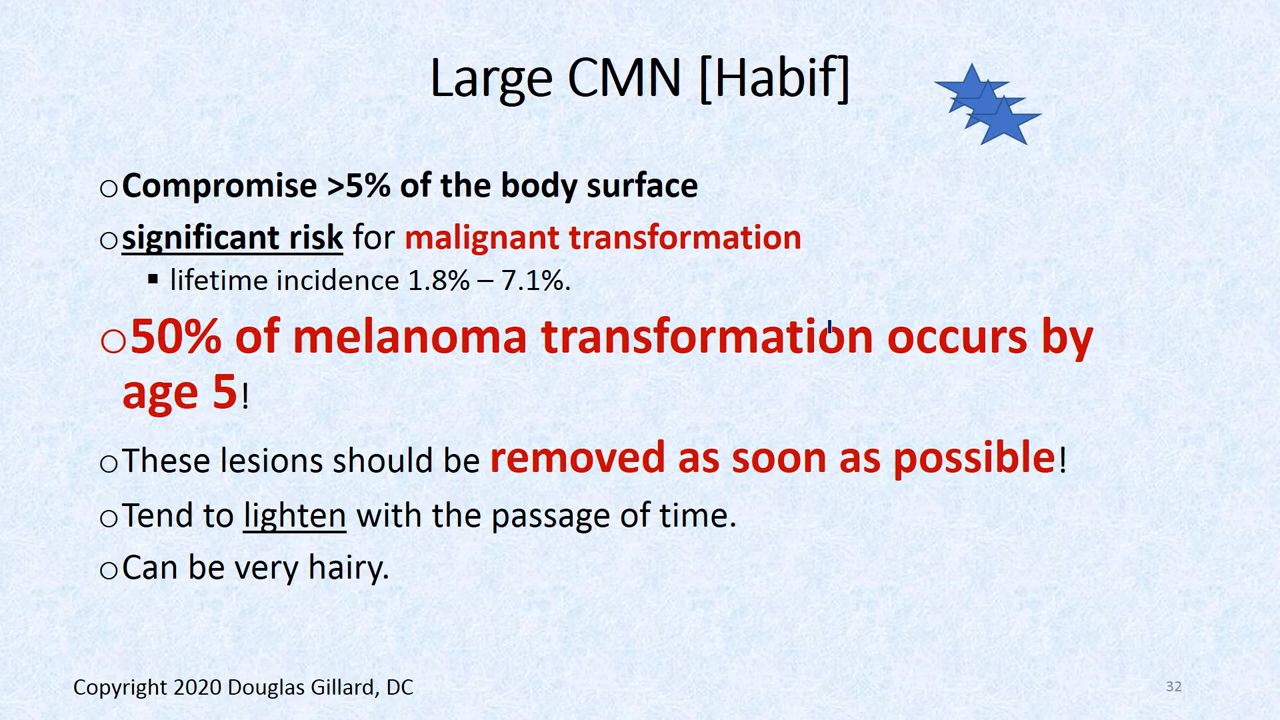 Large CMN [Habif]
○Compromise >5% of the body surface
○significant risk for malignant transformation
▪ lifetime incidence 1.8% – 7.1%.
○50% of melanoma transformation occurs by
age 5!
○These lesions should be removed as soon as possible!
○Tend to lighten with the passage of time.
○Can be very hairy.
Copyright 2020 Douglas Gillard, DC
32